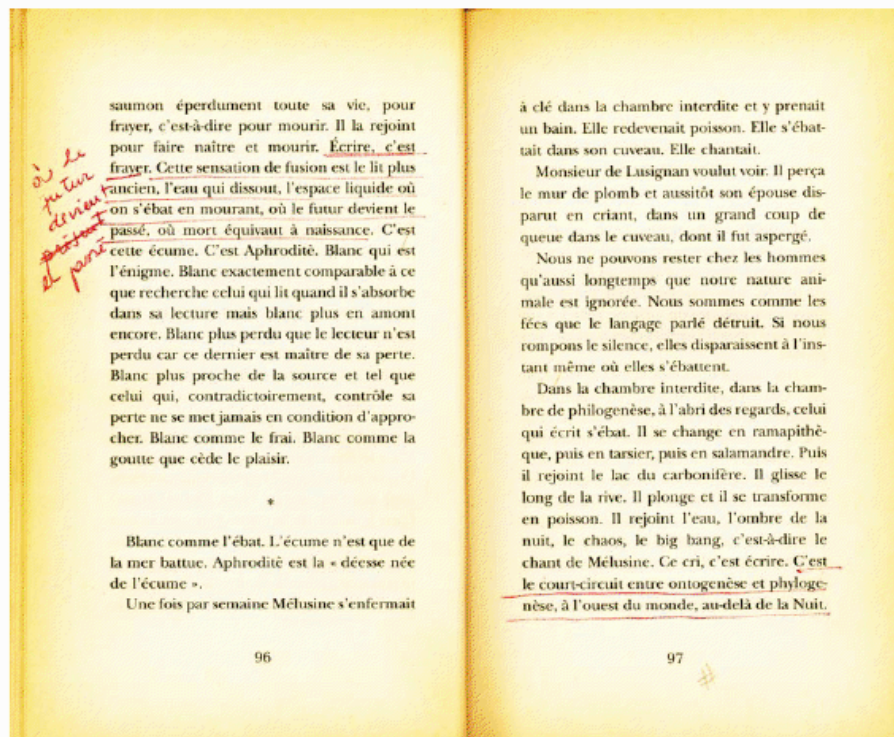 saumon éperdument toute sa vie, pour
frayer, c'est-à-dire pour mourir. Il la rejoint
pour faire naître et mourir. Écrire, c'est
frayer. Cette sensation de fusion est le lit plus
ancien, l'eau qui dissout, l'espace liquide où
on s'ébat en mourant, où le futur devient le
passé, où mort équivaut à naissance. C'est
cette écume. C'est Aphroditè. Blanc qui est
l'énigme. Blanc exactement comparable à ce
que recherche celui qui lit quand il s'absorbe
dans sa lecture mais blanc plus en amont
encore. Blanc plus perdu que le lecteur n'est
perdu car ce dernier est maître de sa perte.
Blanc plus proche de la source et tel que
celui qui, contradictoirement, contrôle sa
perte ne se met jamais en condition d'appro-
cher. Blanc comme le frai. Blanc comme la
goutte que cède le plaisir.
*
Blanc comme l'ébat. L'écume n'est que de
la mer battue. Aphroditè est la « déesse née
de l'écume ».
Une fois par semaine Mélusine s'enfermait
96
où le
futur
devient
présent
et passé
à clé dans la chambre interdite et y prenait
un bain. Elle redevenait poisson. Elle s'ébat-
tait dans son cuveau. Elle chantait.
Monsieur de Lusignan voulut voir. Il perça
le mur de plomb et aussitôt son épouse dis-
parut en criant, dans un grand coup de
queue dans le cuveau, dont il fut aspergé.
Nous ne pouvons rester chez les hommes
qu'aussi longtemps que notre nature ani-
male est ignorée. Nous sommes comme les
fées que le langage parlé détruit. Si nous
rompons le silence, elles disparaissent à l'ins-
tant même où elles s'ébattent.
Dans la chambre interdite, dans la cham-
bre de philogenèse, à l'abri des regards, celui
qui écrit s'ébat. Il se change en ramapithè-
que, puis en tarsier, puis en salamandre. Puis
il rejoint le lac du carbonifère. Il glisse le
long de la rive. Il plonge et il se transforme
en poisson. Il rejoint l'eau, l'ombre de la
nuit, le chaos, le big bang, c'est-à-dire le
chant de Mélusine. Ce cri, c'est écrire. C'est
le court-circuit entre ontogenèse et phyloge-
nèse, à l'ouest du monde, au-delà de la Nuit.
97
#